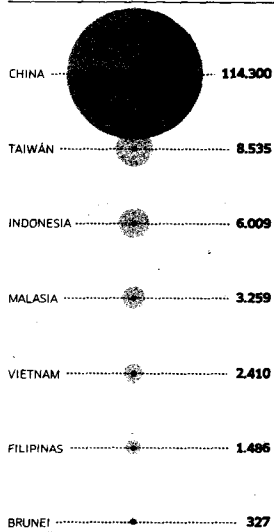 CHINA 114.300
TAIWÁN 8.535
INDONESIA 6.009
MALASIA 3.259
VIETNAM 2.410
FILIPINAS 1.486
BRUNEI 327